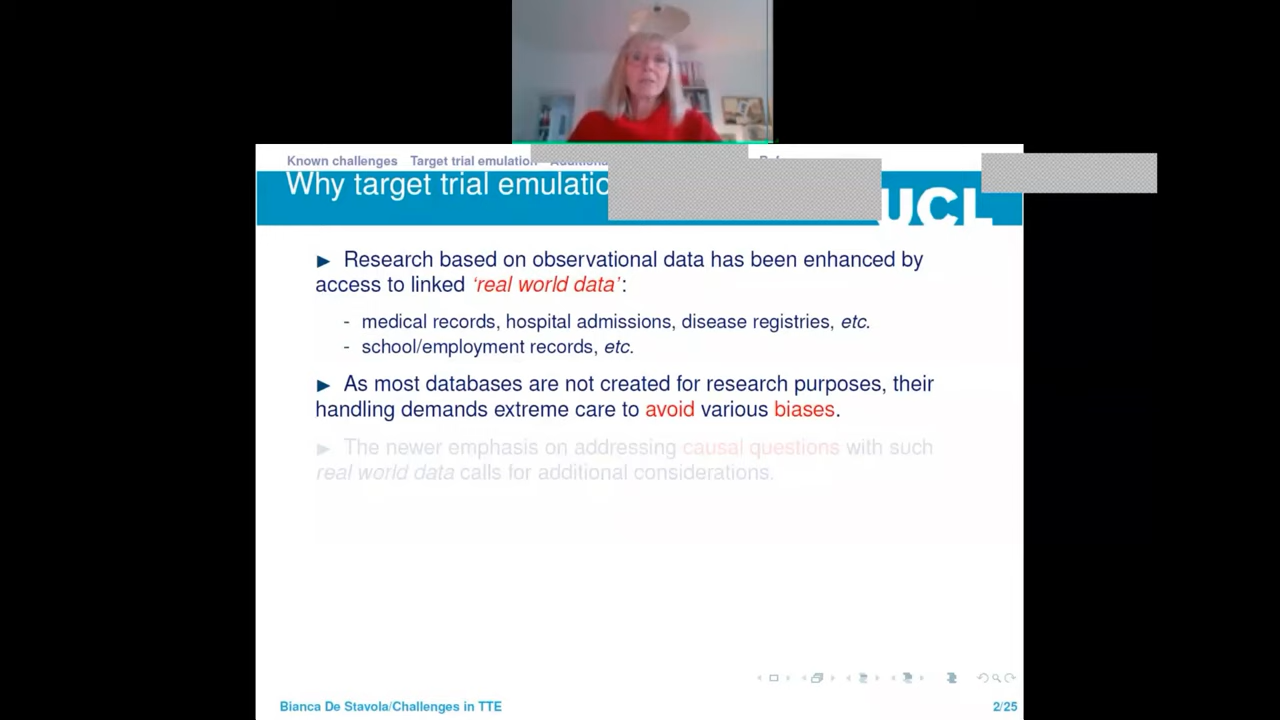 Known challenges Target trial emulation
Why target trial emulatio
UCL
► Research based on observational data has been enhanced by
access to linked ‘real world data’:
- medical records, hospital admissions, disease registries, etc.
- school/employment records, etc.
► As most databases are not created for research purposes, their
handling demands extreme care to avoid various biases.
► The newer emphasis on addressing causal questions with such
real world data calls for additional considerations.
Bianca De Stavola/Challenges in TTE 2/25